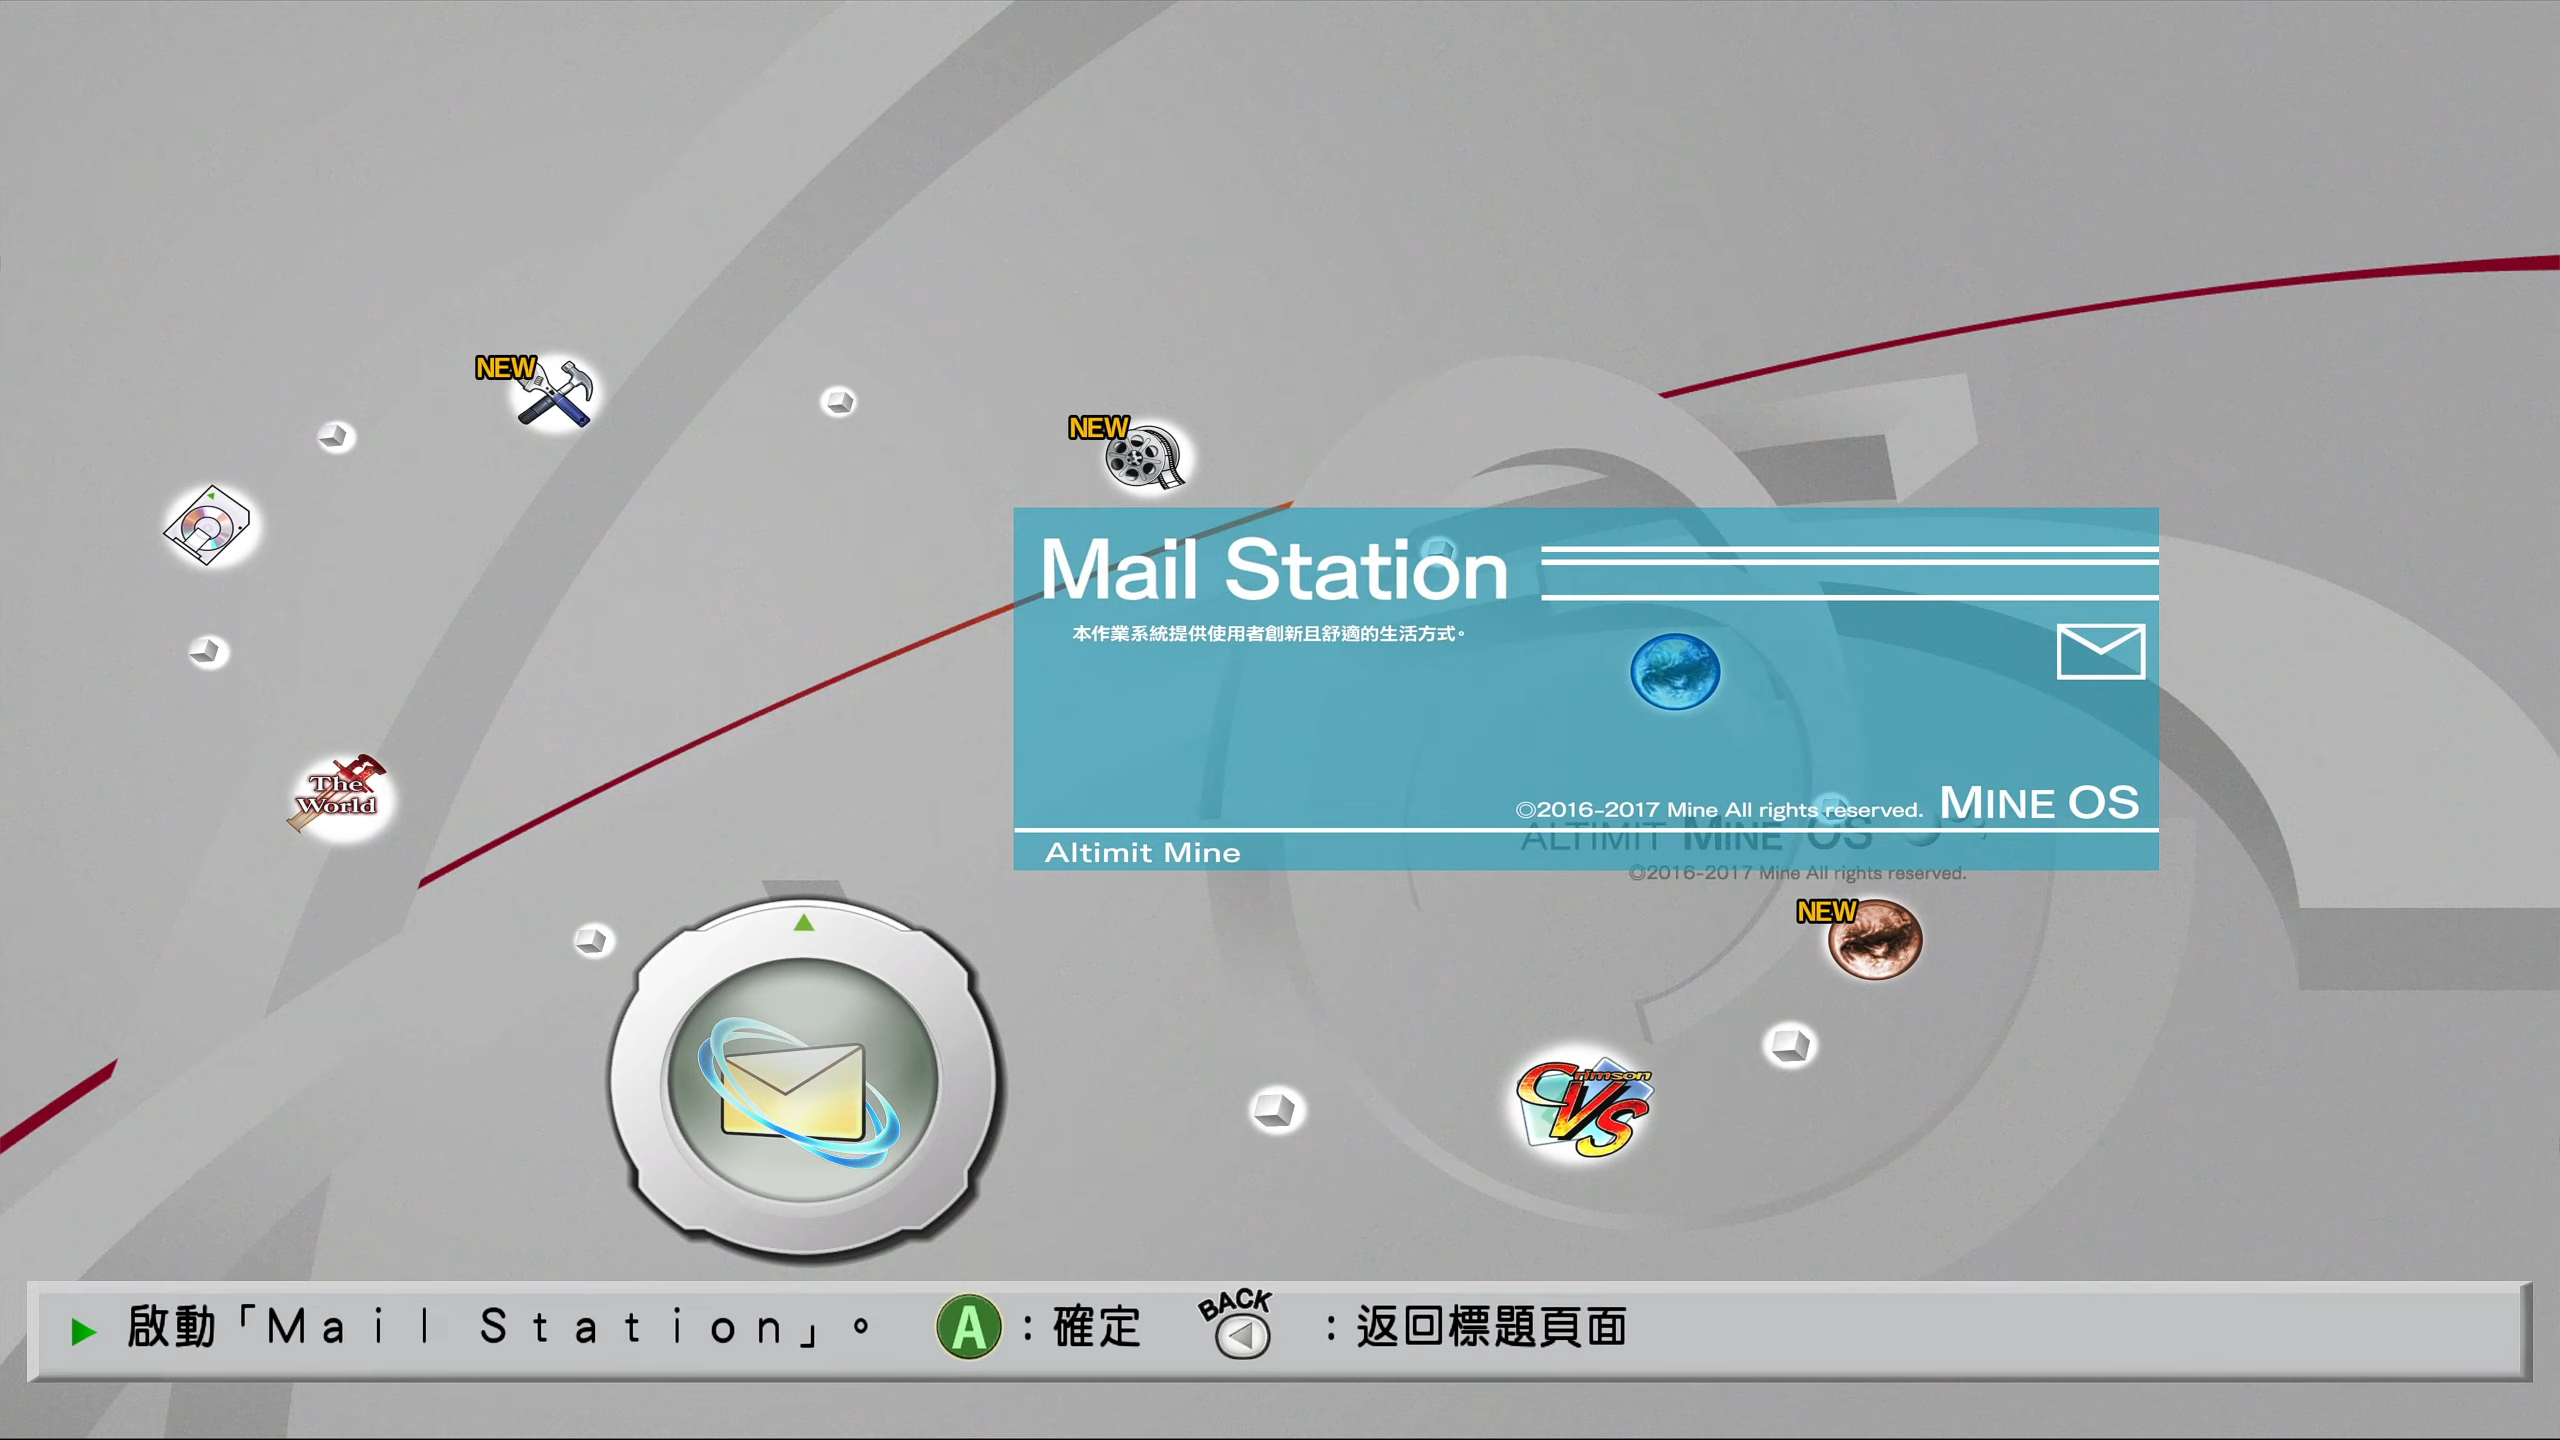 NEW
NEW
Mail Station
本作業系統提供使用者創新且舒適的生活方式。
The
World
©2016-2017 Mine All rights reserved. MINE OS
ALTIMIT MINE OS
Altimit Mine
©2016-2017 Mine All rights reserved.
NEW
Crimson
VS
啟動「Mail Station」。 A：確定 BACK ：返回標題頁面